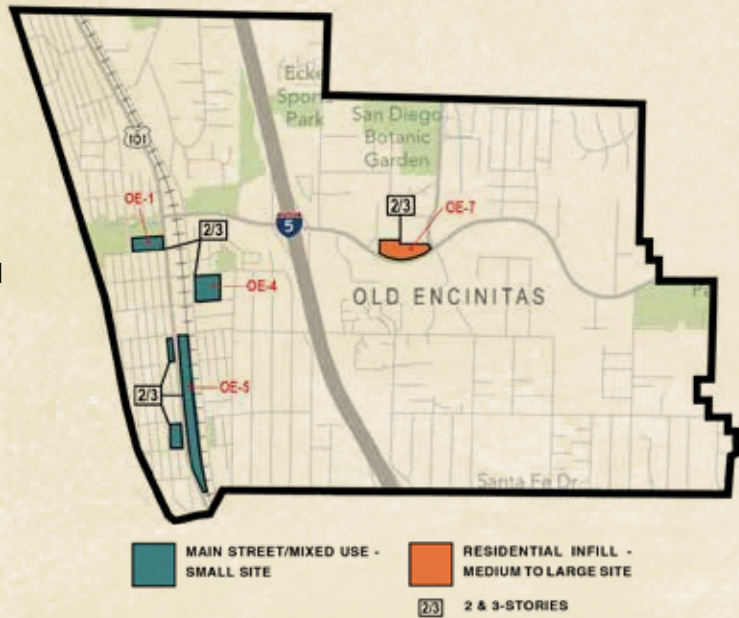 Ecke
Sports
Park
San Diego
Botanic
Garden
101
OE-1
2/3
2/3
OE-7
5
OE-4
OLD ENCINITAS
OE-5
2/3
Santa Fe Dr
MAIN STREET/MIXED USE -
SMALL SITE
RESIDENTIAL INFILL -
MEDIUM TO LARGE SITE
2/3 2 & 3-STORIES